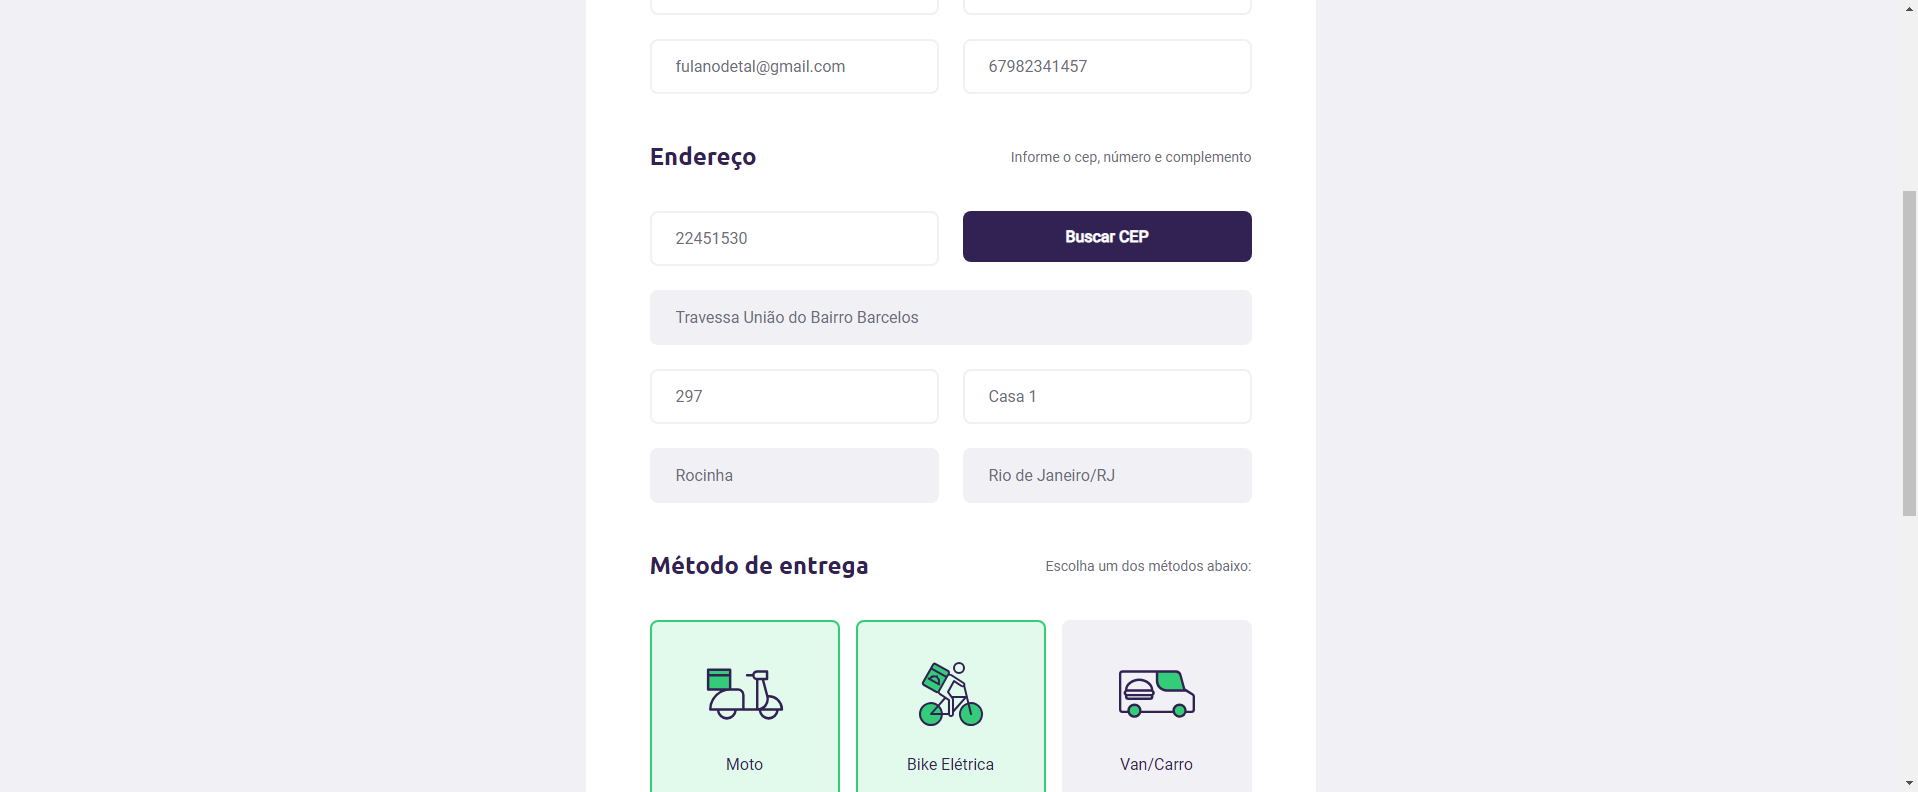 fulanodetal@gmail.com
67982341457
Endereço
Informe o cep, número e complemento
22451530
Buscar CEP
Travessa União do Bairro Barcelos
297
Casa 1
Rocinha
Rio de Janeiro/RJ
Método de entrega
Escolha um dos métodos abaixo:
Moto
Bike Elétrica
Van/Carro